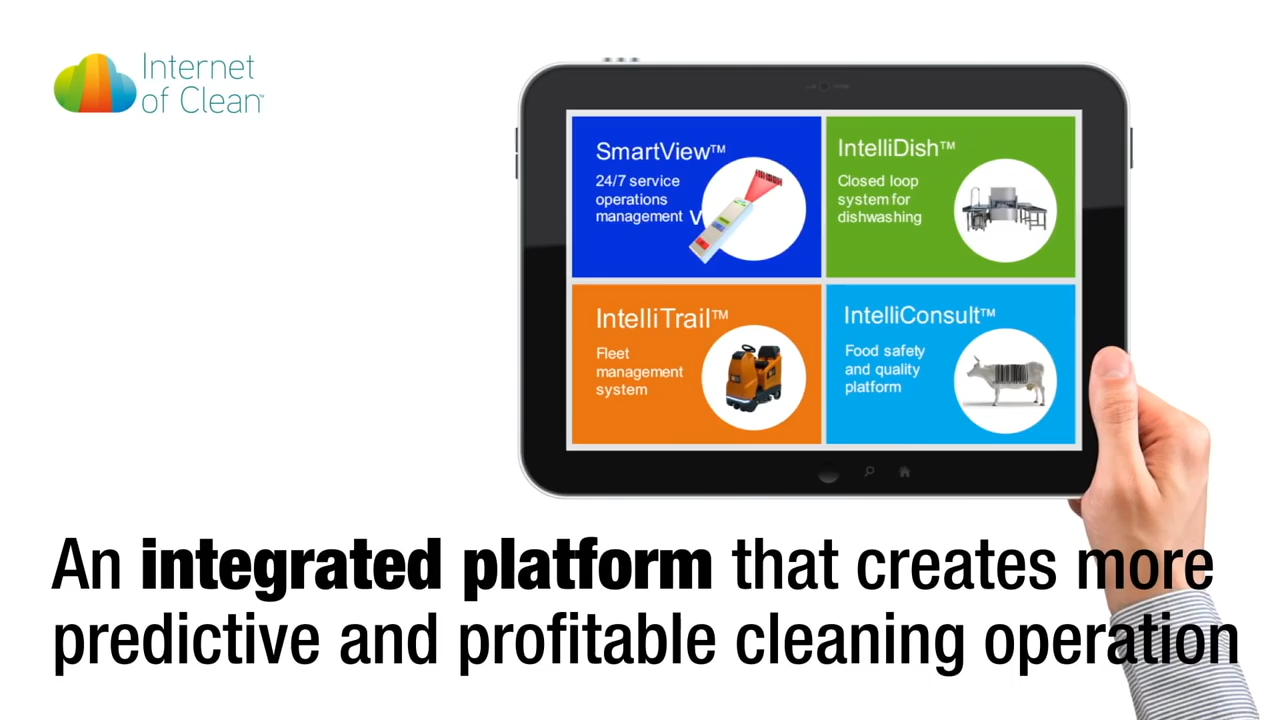 Internet
of Clean™
SmartView™
24/7 service
operations
management V
IntelliDish™
Closed loop
system for
dishwashing
IntelliTrail™
Fleet
management
system
IntelliConsult™
Food safety
and quality
platform
An integrated platform that creates more
predictive and profitable cleaning operation